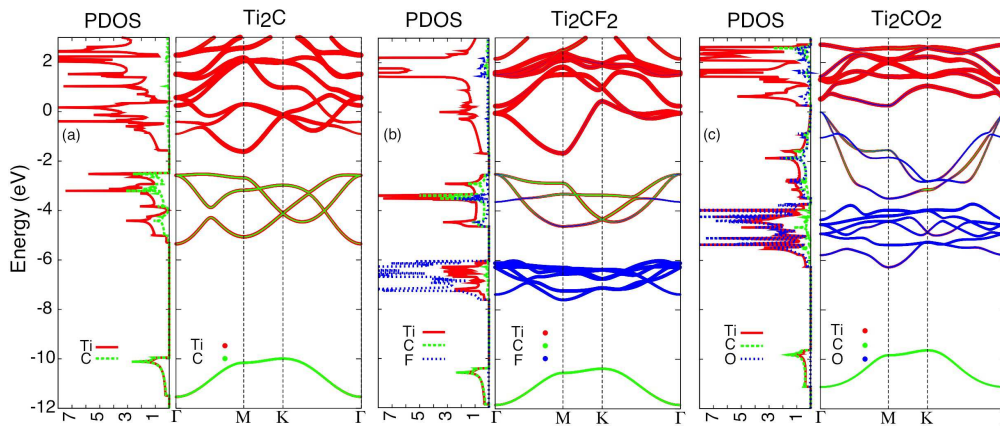 PDOS Ti2C PDOS Ti2CF2 PDOS Ti2CO2
Energy (eV)
2
0
-2
-4
-6
-8
-10
-12
(a)
Ti
C
Ti
C
7 5 3 1
Γ M K Γ
(b)
Ti
C
F
Ti
C
F
7 5 3 1
Γ M K Γ
(c)
Ti
C
O
Ti
C
O
7 5 3 1
Γ M K Γ